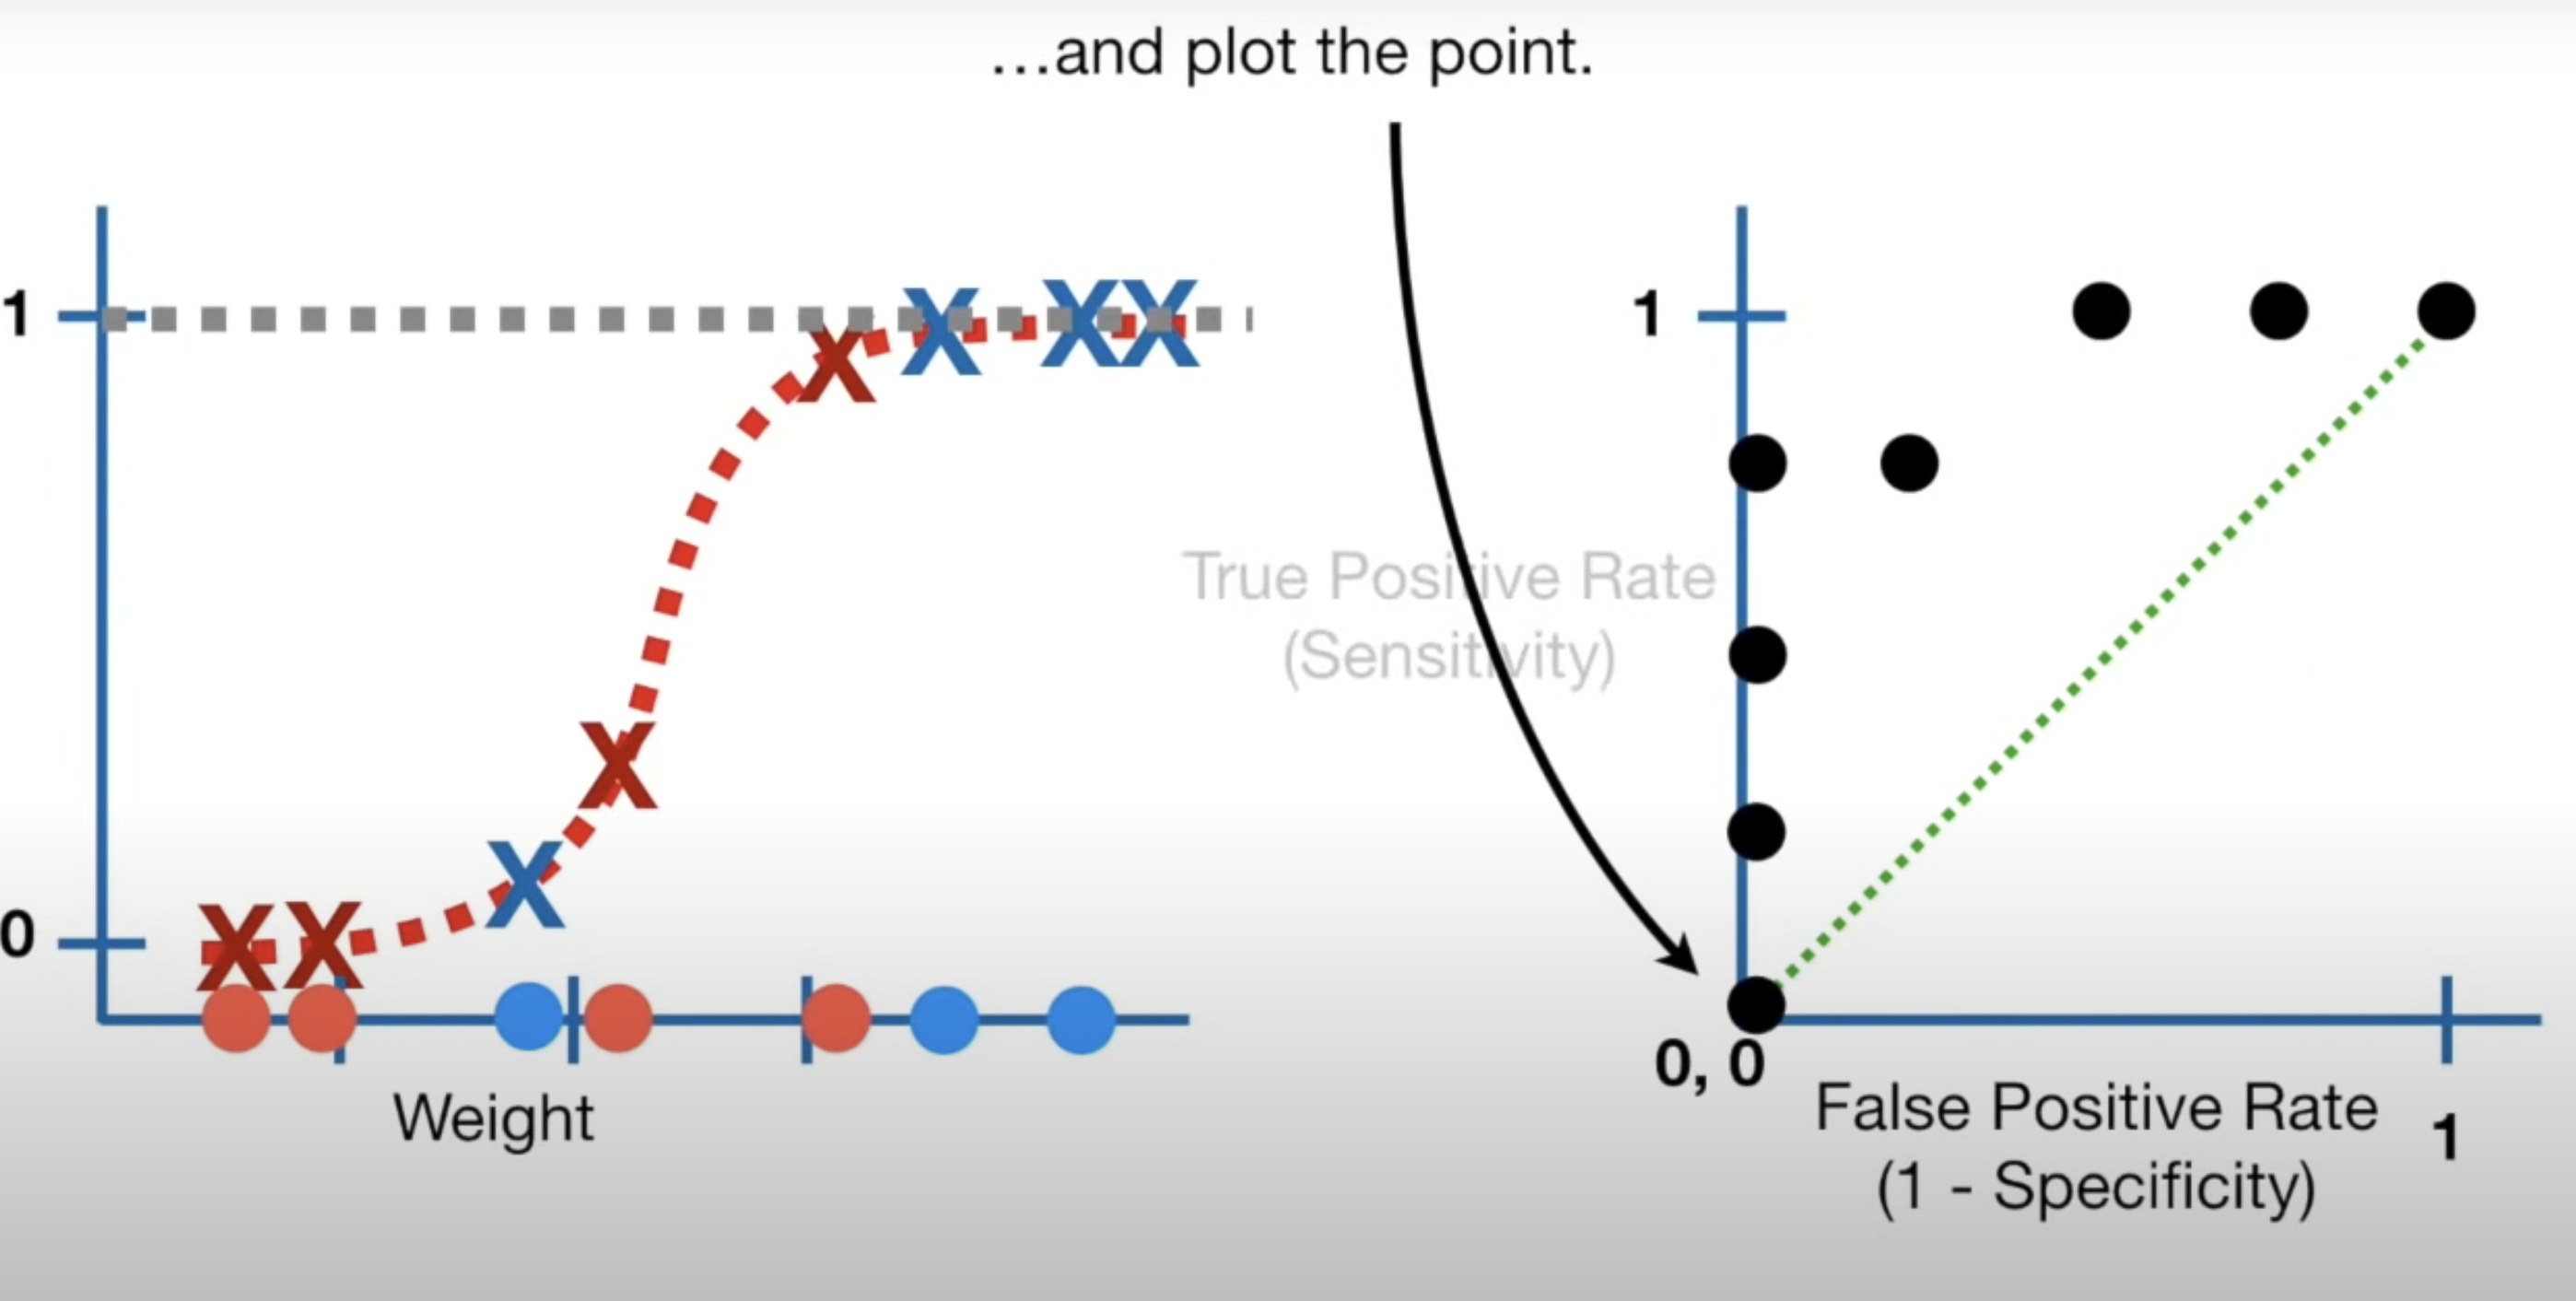 …and plot the point.
1
0
X X X X X X X X
Weight
True Positive Rate
(Sensitivity)
1
0, 0
False Positive Rate
(1 - Specificity)
1